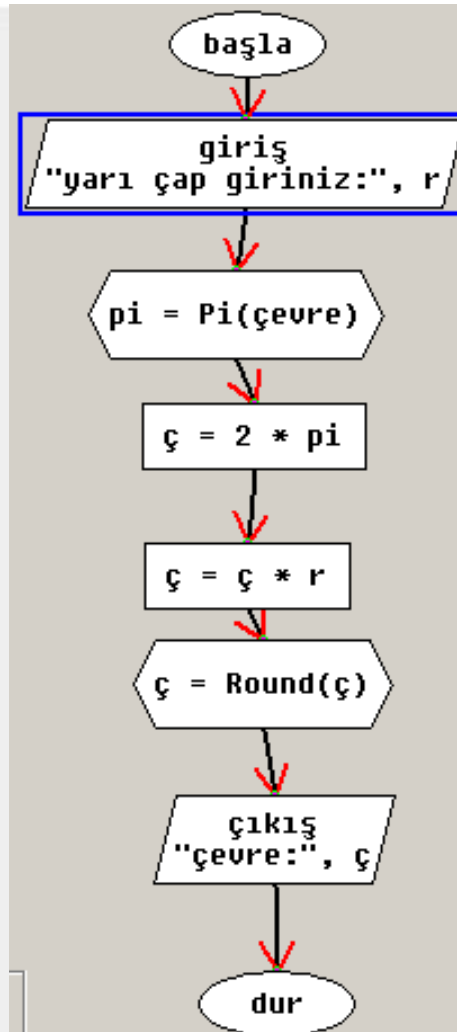 başla
giriş
"yarı çap giriniz:", r
pi = Pi(çevre)
ç = 2 * pi
ç = ç * r
ç = Round(ç)
çıkış
"çevre:", ç
dur